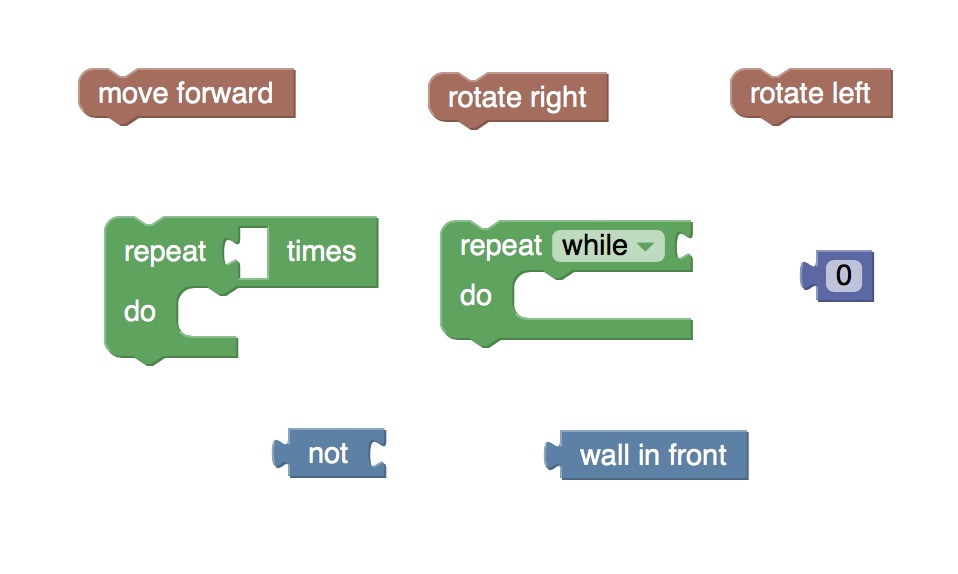 move forward
rotate right
rotate left
repeat times
do
repeat while
do
0
not
wall in front